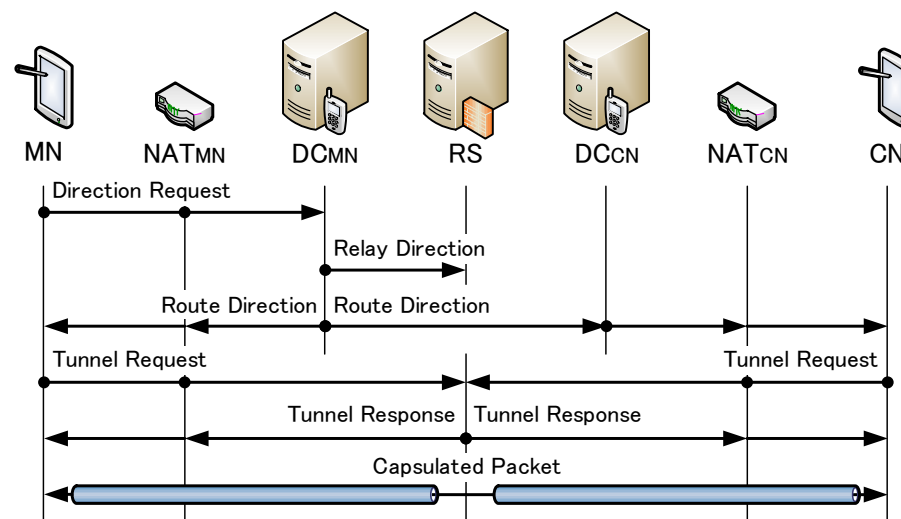 MN NATMN DCMN RS DCCN NATCN CN
Direction Request
Relay Direction
Route Direction Route Direction
Tunnel Request Tunnel Request
Tunnel Response Tunnel Response
Capsulated Packet